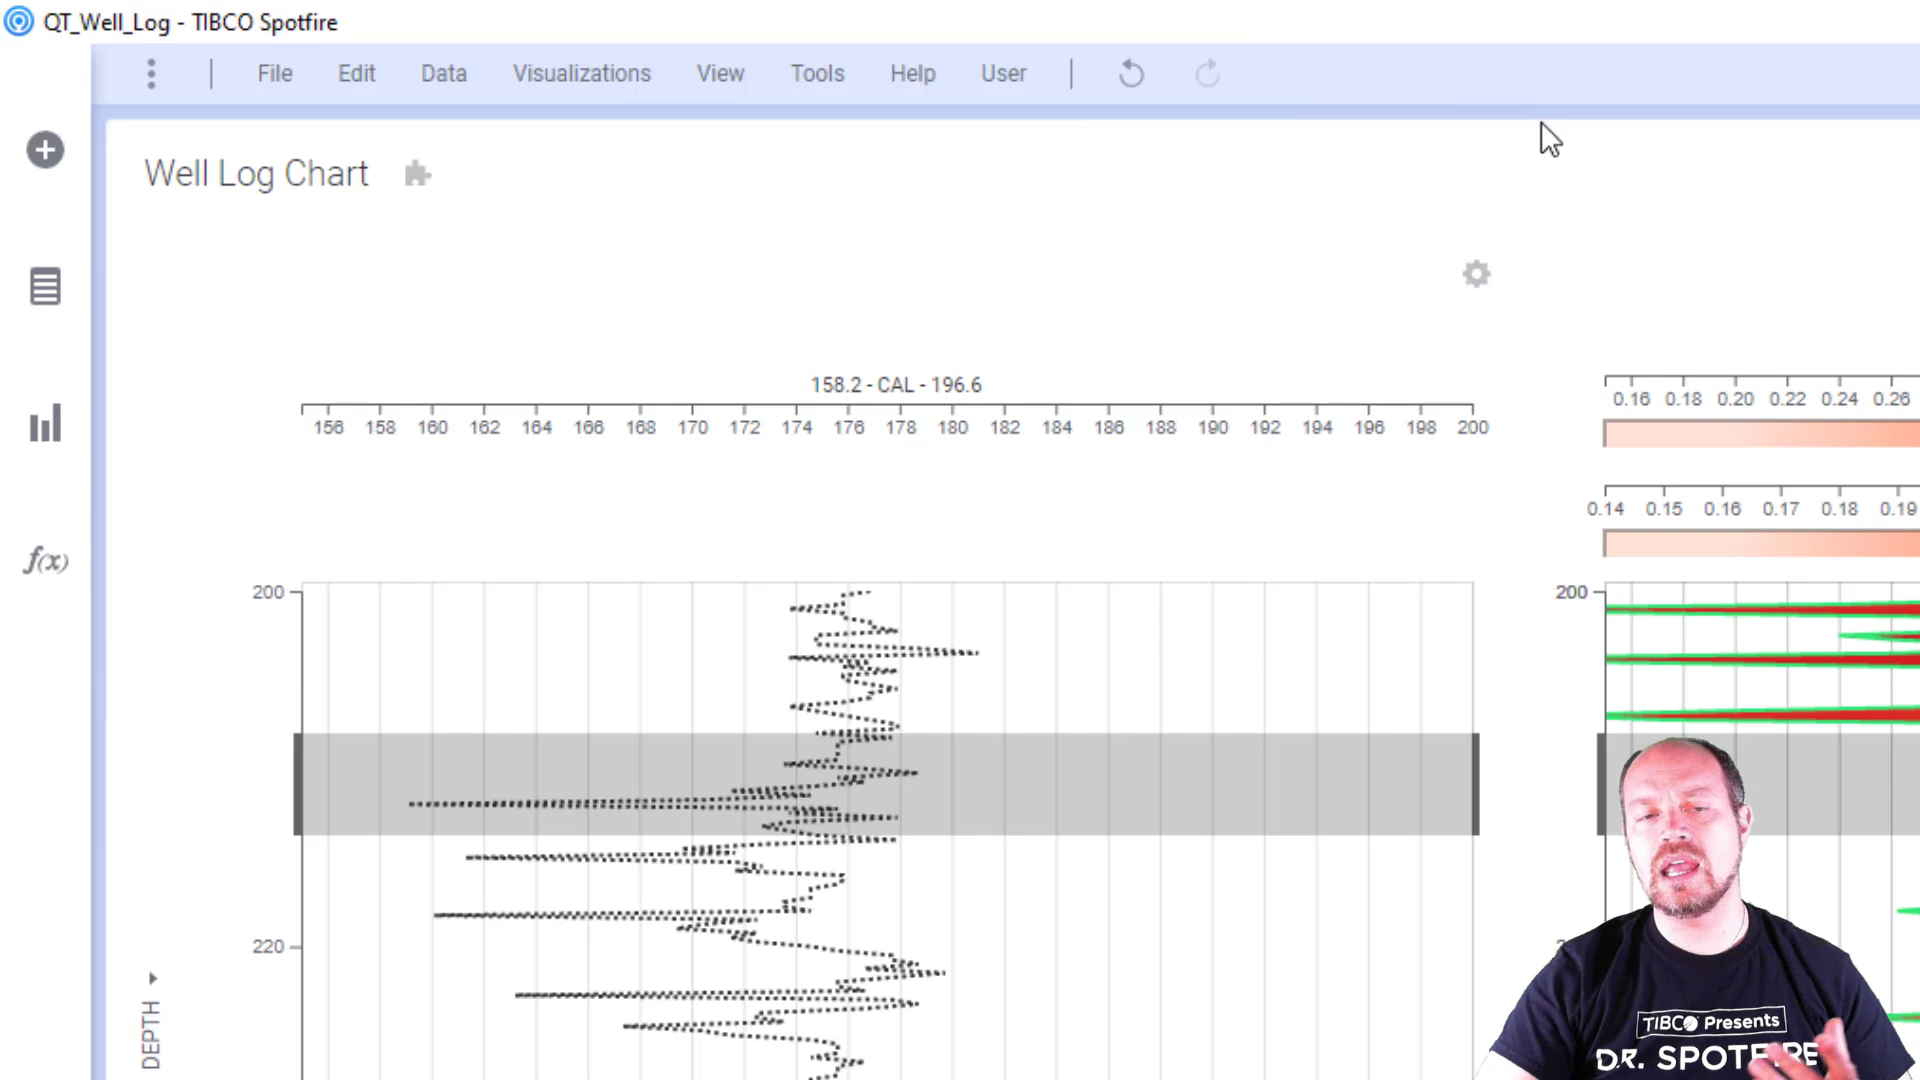 QT_Well_Log - TIBCO Spotfire
File Edit Data Visualizations View Tools Help User
Well Log Chart
158.2 - CAL - 196.6
156 158 160 162 164 166 168 170 172 174 176 178 180 182 184 186 188 190 192 194 196 198 200
0.16 0.18 0.20 0.22 0.24 0.26
0.14 0.15 0.16 0.17 0.18 0.19
f(x)
200
200
220
DEPTH
TIBCO Presents
DR. SPOTFIRE